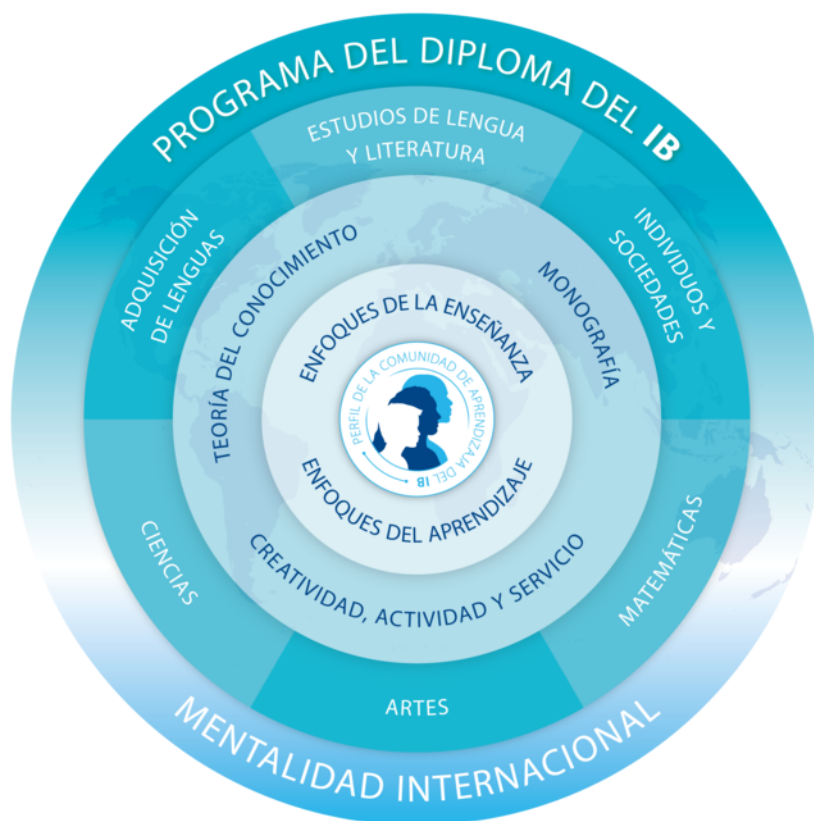 PROGRAMA DEL DIPLOMA DEL IB
ESTUDIOS DE LENGUA
Y LITERATURA
ADQUISICIÓN
DE LENGUAS
INDIVIDUOS Y
SOCIEDADES
TEORÍA DEL CONOCIMIENTO
MONOGRAFÍA
ENFOQUES DE LA ENSEÑANZA
PERFIL DE LA COMUNIDAD DE APRENDIZAJA DEL IB
ENFOQUES DEL APRENDIZAJE
CREATIVIDAD, ACTIVIDAD Y SERVICIO
CIENCIAS
MATEMÁTICAS
ARTES
MENTALIDAD INTERNACIONAL